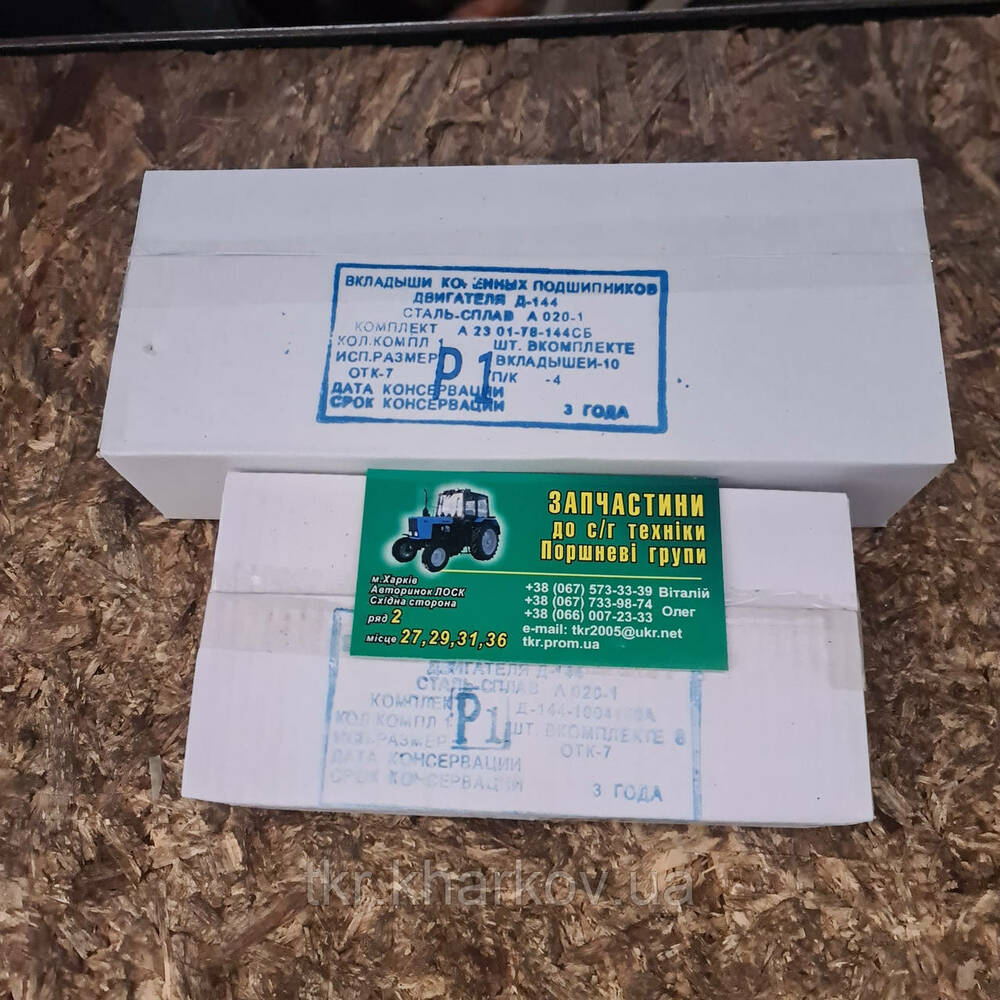 ВКЛАДЫШИ КОРЕННЫХ ПОДШИПНИКОВ
ДВИГАТЕЛЯ Д-144
СТАЛЬ-СПЛАВ А 020-1
КОМПЛЕКТ А 23 01-78-144СБ
КОЛ.КОМПЛ 1 ШТ. ВКОМПЛЕКТЕ
ИСП.РАЗМЕР Р1 ВКЛАДЫШЕЙ-10
ОТК-7 П/К -4
ДАТА КОНСЕРВАЦИИ
СРОК КОНСЕРВАЦИИ 3 ГОДА
ЗАПЧАСТИНИ
до с/г техніки
Поршневі групи
м.Харків
Авторинок ЛОСК
Східна сторона
ряд 2
місце 27,29,31,36
+38 (067) 573-33-39 Віталій
+38 (067) 733-98-74
+38 (066) 007-23-33 Олег
e-mail: tkr2005@ukr.net
tkr.prom.ua
ДВИГАТЕЛЯ Д-144
СТАЛЬ-СПЛАВ А 020-1
КОМПЛЕКТ
КОЛ.КОМПЛ 1 ШТ. ВКОМПЛЕКТЕ 8
ИСП.РАЗМЕР Р1 ОТК-7
ДАТА КОНСЕРВАЦИИ
СРОК КОНСЕРВАЦИИ 3 ГОДА
tkr.kharkov.ua